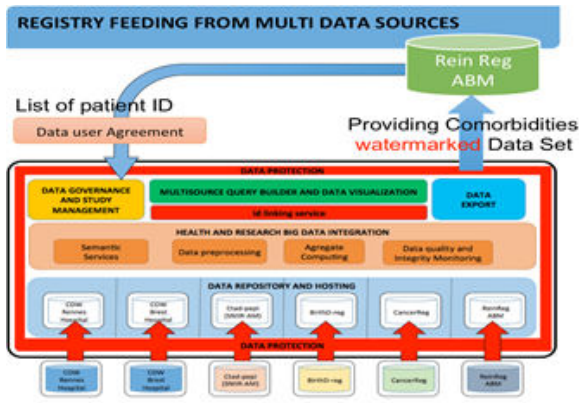 REGISTRY FEEDING FROM MULTI DATA SOURCES
Rein Reg
ABM
List of patient ID
Data user Agreement
Providing Comorbidities
watermarked Data Set
DATA PROTECTION
DATA GOVERNANCE
AND STUDY
MANAGEMENT
MULTISOURCE QUERY BUILDER AND DATA VISUALIZATION
Id linking service
DATA
EXPORT
HEALTH AND RESEARCH BIG DATA INTEGRATION
Semantic
Services
Data preprocessing
Agregate
Computing
Data quality and
Integrity Monitoring
DATA REPOSITORY AND HOSTING
CDW
Rennes
Hospital
CDW
Brest
Hospital
Ctad-pepi
(SNIIR-AM)
BirthD-reg
CancerReg
ReinReg
ABM
DATA PROTECTION
CDW
Rennes
Hospital
CDW
Brest
Hospital
Ctad-pepi
(SNIIR-AM)
BirthD-reg
CancerReg
ReinReg
ABM